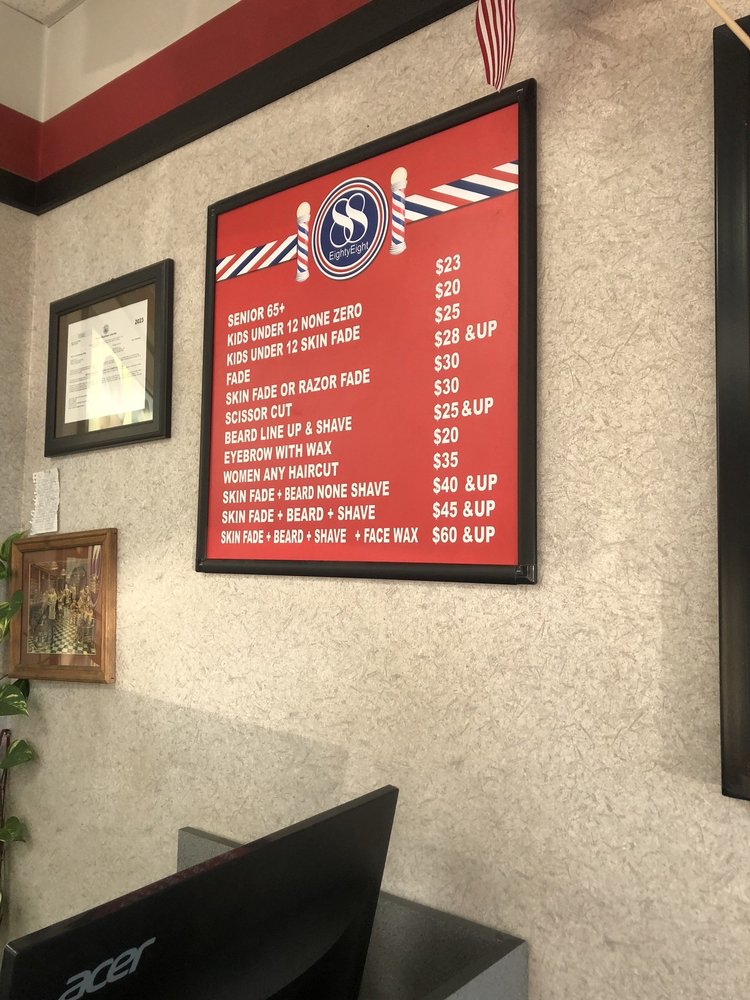 2023
88
EightyEight
SENIOR 65+ $23
KIDS UNDER 12 NONE ZERO $20
KIDS UNDER 12 SKIN FADE $25
FADE $28 &UP
SKIN FADE OR RAZOR FADE $30
SCISSOR CUT $30
BEARD LINE UP & SHAVE $25 &UP
EYEBROW WITH WAX $20
WOMEN ANY HAIRCUT $35
SKIN FADE + BEARD NONE SHAVE $40 &UP
SKIN FADE + BEARD + SHAVE $45 &UP
SKIN FADE + BEARD + SHAVE + FACE WAX $60 &UP
acer